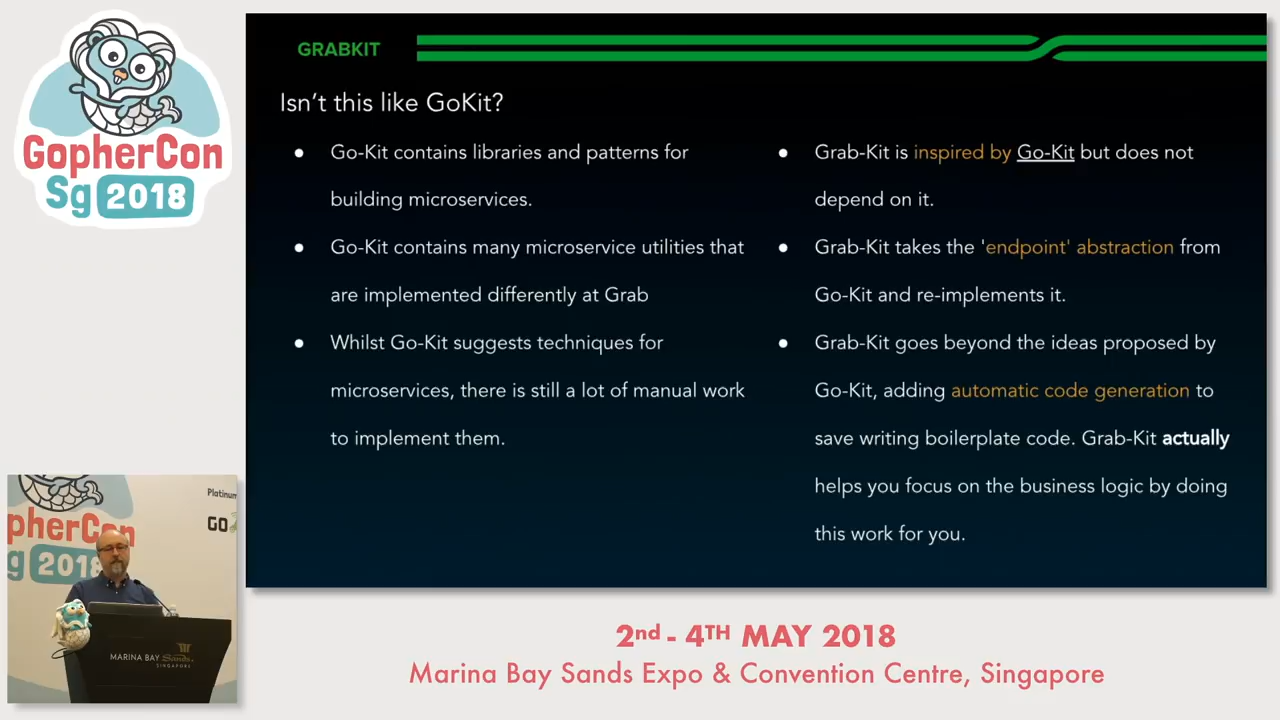 GopherCon
Sg 2018
GRABKIT
Isn't this like GoKit?
● Go-Kit contains libraries and patterns for
building microservices.
● Go-Kit contains many microservice utilities that
are implemented differently at Grab
● Whilst Go-Kit suggests techniques for
microservices, there is still a lot of manual work
to implement them.
● Grab-Kit is inspired by Go-Kit but does not
depend on it.
● Grab-Kit takes the 'endpoint' abstraction from
Go-Kit and re-implements it.
● Grab-Kit goes beyond the ideas proposed by
Go-Kit, adding automatic code generation to
save writing boilerplate code. Grab-Kit actually
helps you focus on the business logic by doing
this work for you.
Platinum
GO
pherCon
g 2018
MARINA BAY Sands
SINGAPORE
2nd - 4TH MAY 2018
Marina Bay Sands Expo & Convention Centre, Singapore